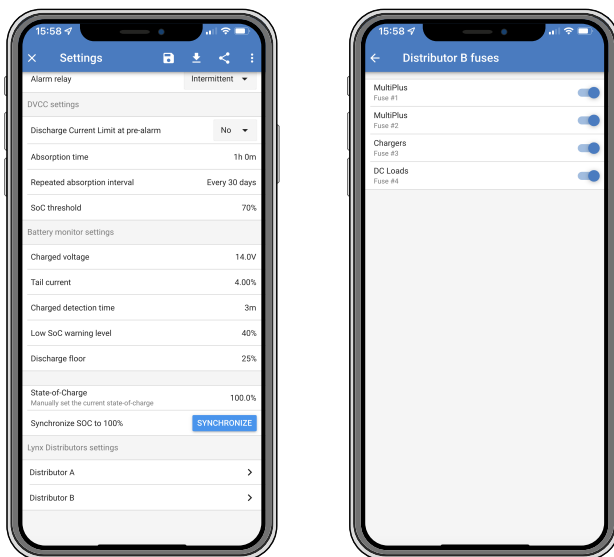 15:58
Settings
Alarm relay Intermittent
DVCC settings
Discharge Current Limit at pre-alarm No
Absorption time 1h 0m
Repeated absorption interval Every 30 days
SoC threshold 70%
Battery monitor settings
Charged voltage 14.0V
Tail current 4.00%
Charged detection time 3m
Low SoC warning level 40%
Discharge floor 25%
State-of-Charge 100.0%
Manually set the current state-of-charge
Synchronize SOC to 100% SYNCHRONIZE
Lynx Distributors settings
Distributor A
Distributor B
15:58
Distributor B fuses
MultiPlus
Fuse #1
MultiPlus
Fuse #2
Chargers
Fuse #3
DC Loads
Fuse #4